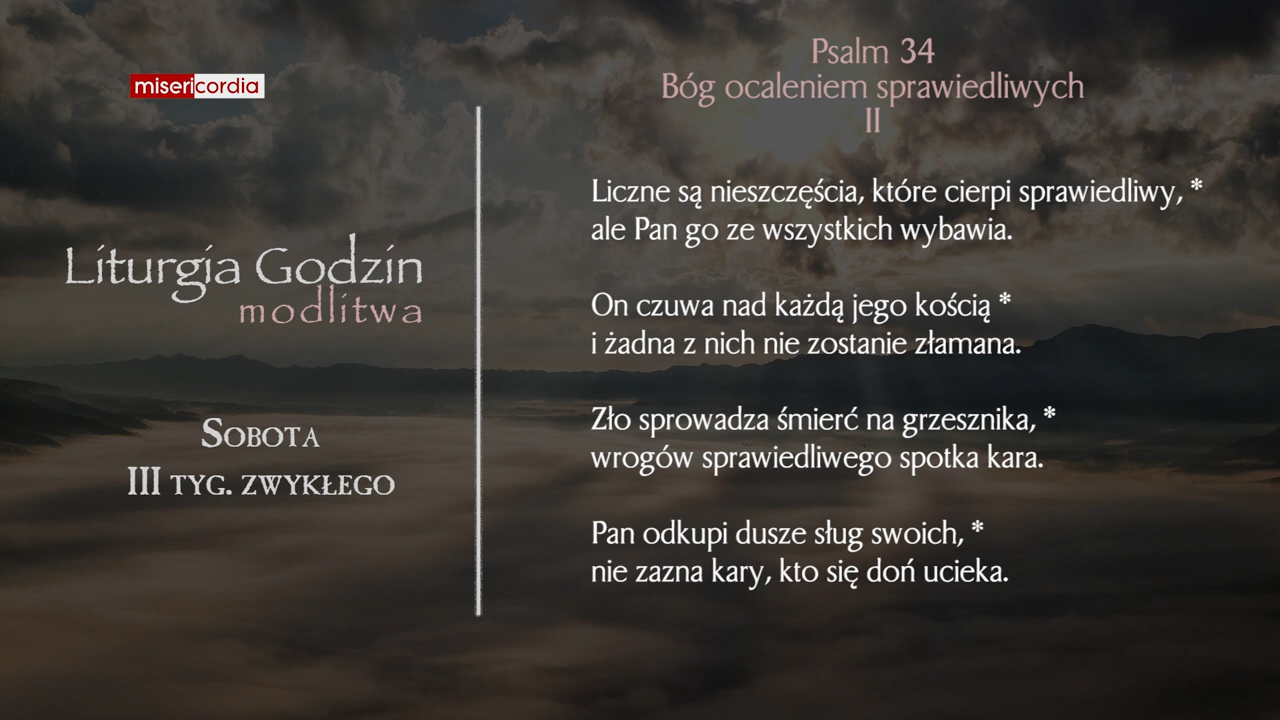 misericordia
Liturgia Godzin
modlitwa
Sobota
III tyg. zwykłego
Psalm 34
Bóg ocaleniem sprawiedliwych
II
Liczne są nieszczęścia, które cierpi sprawiedliwy, *
ale Pan go ze wszystkich wybawia.
On czuwa nad każdą jego kością *
i żadna z nich nie zostanie złamana.
Zło sprowadza śmierć na grzesznika, *
wrogów sprawiedliwego spotka kara.
Pan odkupi dusze sług swoich, *
nie zazna kary, kto się doń ucieka.